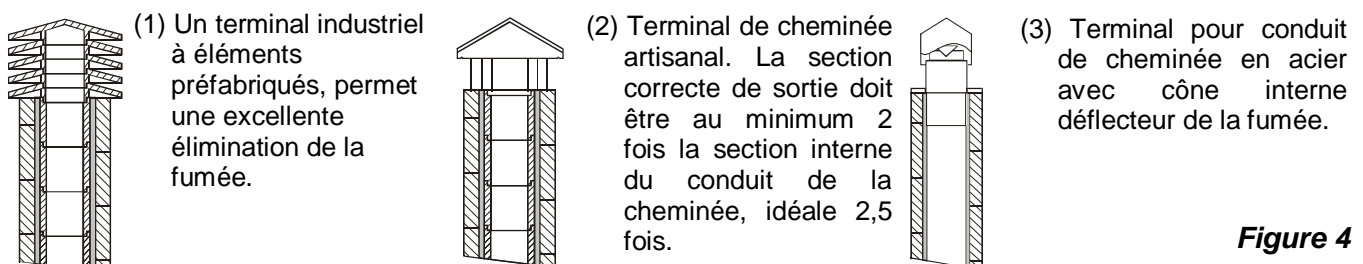 (1) Un terminal industriel
à éléments
préfabriqués, permet
une excellente
élimination de la
fumée.
(2) Terminal de cheminée
artisanal. La section
correcte de sortie doit
être au minimum 2
fois la section interne
du conduit de la
cheminée, idéale 2,5
fois.
(3) Terminal pour conduit
de cheminée en acier
avec cône interne
déflecteur de la fumée.
Figure 4